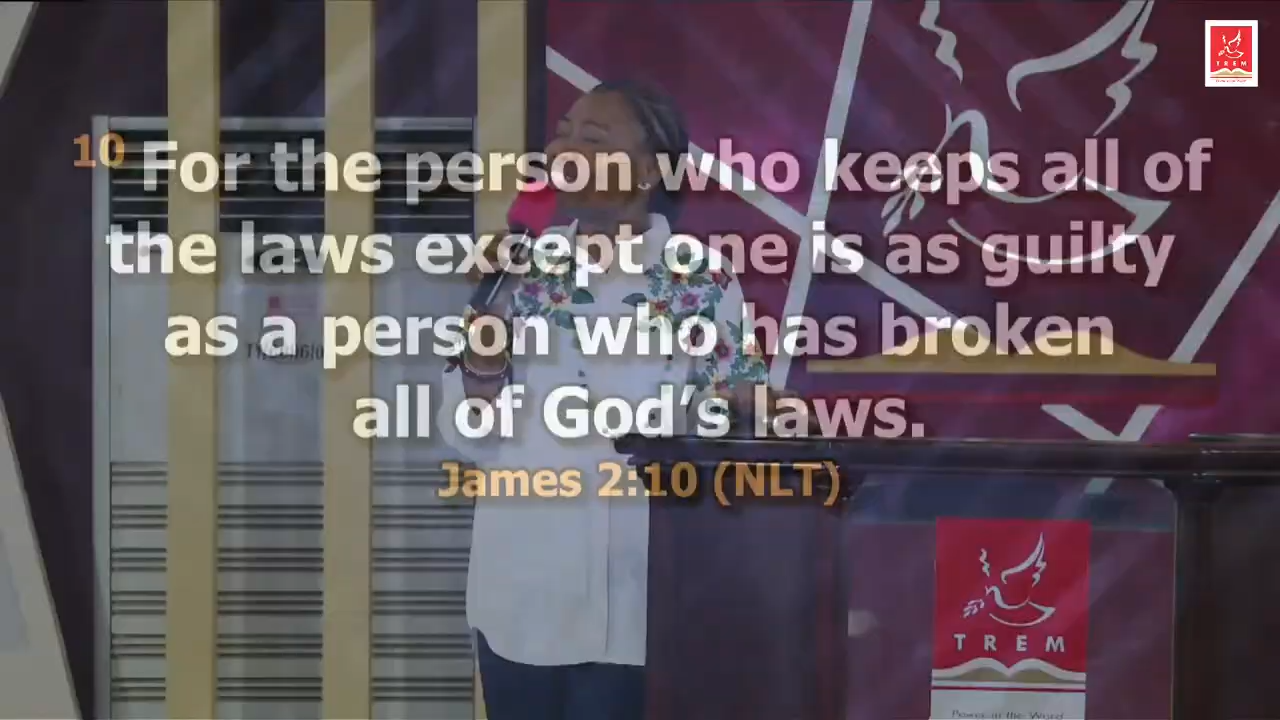 TREM
10 For the person who keeps all of
the laws except one is as guilty
as a person who has broken
all of God’s laws.
James 2:10 (NLT)
TREM
Power in the Word